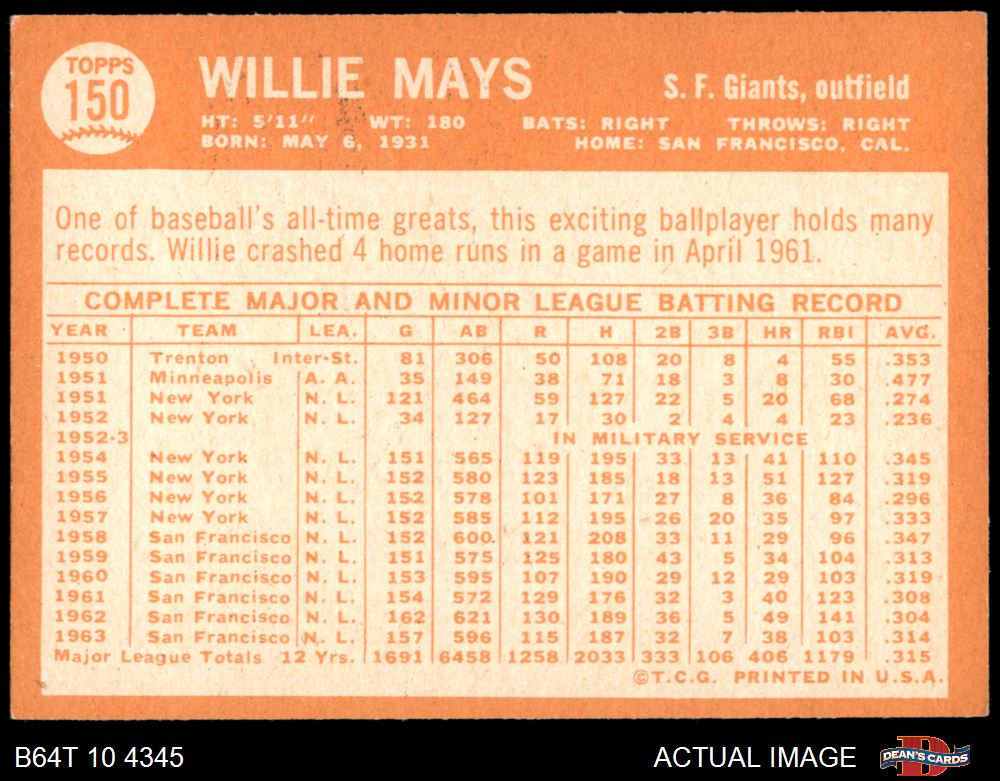 TOPPS
150
WILLIE MAYS
S. F. Giants, outfield
HT: 5'11" WT: 180 BATS: RIGHT THROWS: RIGHT
BORN: MAY 6, 1931 HOME: SAN FRANCISCO, CAL.
One of baseball's all-time greats, this exciting ballplayer holds many
records. Willie crashed 4 home runs in a game in April 1961.
COMPLETE MAJOR AND MINOR LEAGUE BATTING RECORD
YEAR TEAM LEA. G AB R H 2B 3B HR RBI AVG.
1950 Trenton Inter-St. 81 306 50 108 20 8 4 55 .353
1951 Minneapolis A. A. 35 149 38 71 18 3 8 30 .477
1951 New York N. L. 121 464 59 127 22 5 20 68 .274
1952 New York N. L. 34 127 17 30 2 4 4 23 .236
1952-3 IN MILITARY SERVICE
1954 New York N. L. 151 565 119 195 33 13 41 110 .345
1955 New York N. L. 152 580 123 185 18 13 51 127 .319
1956 New York N. L. 152 578 101 171 27 8 36 84 .296
1957 New York N. L. 152 585 112 195 26 20 35 97 .333
1958 San Francisco N. L. 152 600 121 208 33 11 29 96 .347
1959 San Francisco N. L. 151 575 125 180 43 5 34 104 .313
1960 San Francisco N. L. 153 595 107 190 29 12 29 103 .319
1961 San Francisco N. L. 154 572 129 176 32 3 40 123 .308
1962 San Francisco N. L. 162 621 130 189 36 5 49 141 .304
1963 San Francisco N. L. 157 596 115 187 32 7 38 103 .314
Major League Totals 12 Yrs. 1691 6458 1258 2033 333 106 406 1179 .315
©T.C.G. PRINTED IN U.S.A.
B64T 10 4345
ACTUAL IMAGE
DEAN'S CARDS